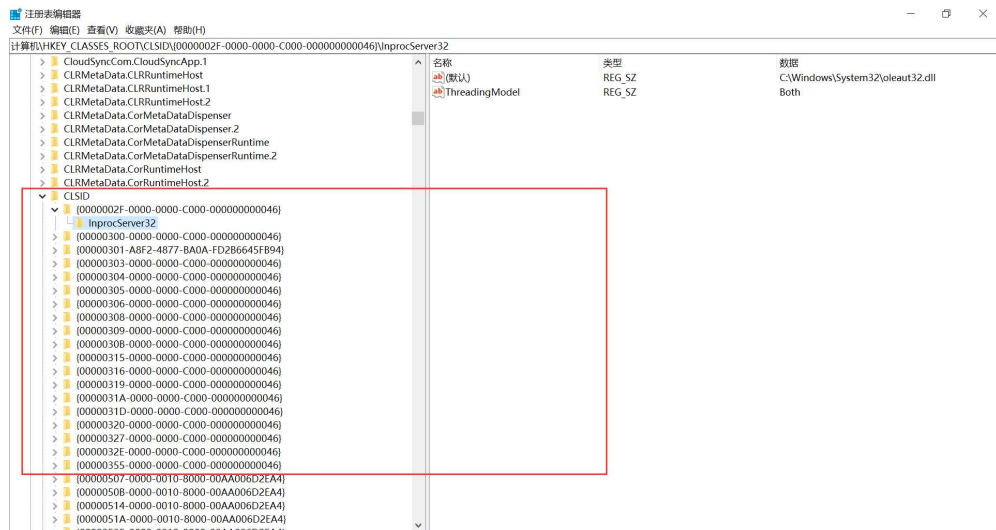 注册表编辑器
文件(F) 编辑(E) 查看(V) 收藏夹(A) 帮助(H)
计算机\HKEY_CLASSES_ROOT\CLSID\{0000002F-0000-0000-C000-000000000046}\InprocServer32
CloudSyncCom.CloudSyncApp.1
CLRMetaData.CLRRuntimeHost
CLRMetaData.CLRRuntimeHost.1
CLRMetaData.CLRRuntimeHost.2
CLRMetaData.CorMetaDataDispenser
CLRMetaData.CorMetaDataDispenser.2
CLRMetaData.CorMetaDataDispenserRuntime
CLRMetaData.CorMetaDataDispenserRuntime.2
CLRMetaData.CorRuntimeHost
CLRMetaData.CorRuntimeHost.2
CLSID
{0000002F-0000-0000-C000-000000000046}
InprocServer32
{00000300-0000-0000-C000-000000000046}
{00000301-A8F2-4877-BA0A-FD2B6645FB94}
{00000303-0000-0000-C000-000000000046}
{00000304-0000-0000-C000-000000000046}
{00000305-0000-0000-C000-000000000046}
{00000306-0000-0000-C000-000000000046}
{00000308-0000-0000-C000-000000000046}
{00000309-0000-0000-C000-000000000046}
{0000030B-0000-0000-C000-000000000046}
{00000315-0000-0000-C000-000000000046}
{00000316-0000-0000-C000-000000000046}
{00000319-0000-0000-C000-000000000046}
{0000031A-0000-0000-C000-000000000046}
{0000031D-0000-0000-C000-000000000046}
{00000320-0000-0000-C000-000000000046}
{00000327-0000-0000-C000-000000000046}
{0000032E-0000-0000-C000-000000000046}
{00000355-0000-0000-C000-000000000046}
{00000507-0000-0010-8000-00AA006D2EA4}
{0000050B-0000-0010-8000-00AA006D2EA4}
{00000514-0000-0010-8000-00AA006D2EA4}
{0000051A-0000-0010-8000-00AA006D2EA4}
名称 类型 数据
(默认) REG_SZ C:\Windows\System32\oleaut32.dll
ThreadingModel REG_SZ Both